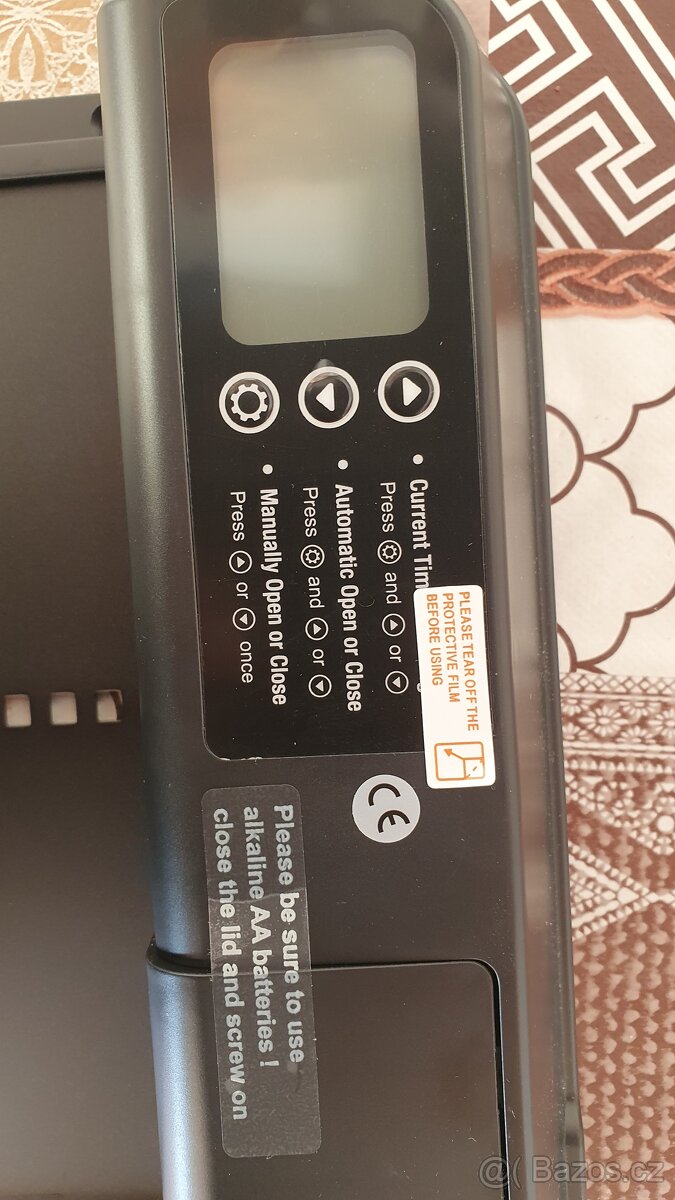 • Current Tim
Press and or
• Automatic Open or Close
Press and or
• Manually Open or Close
Press or once
PLEASE TEAR OFF THE
PROTECTIVE FILM
BEFORE USING
CE
Please be sure to use
alkaline AA batteries !
close the lid and screw on
@( Bazos.cz